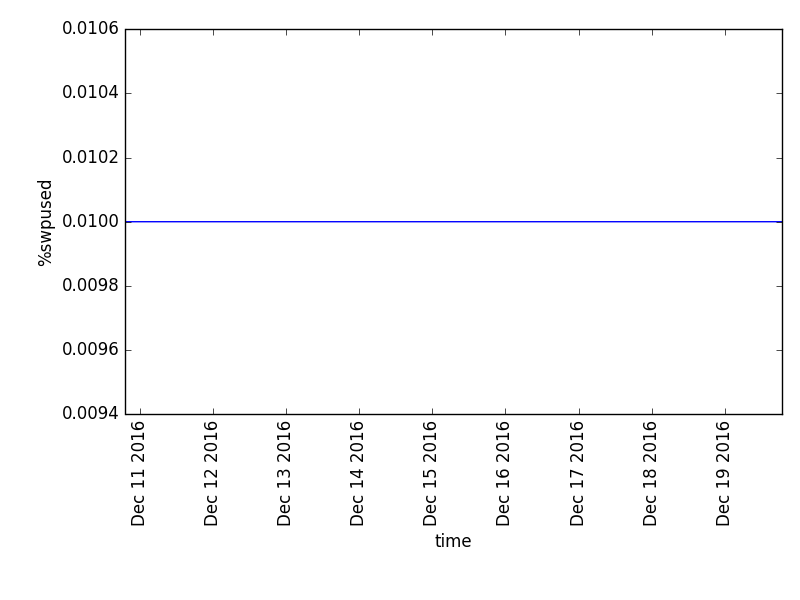 0.0106
0.0104
0.0102
0.0100
0.0098
0.0096
0.0094
%swpused
Dec 11 2016
Dec 12 2016
Dec 13 2016
Dec 14 2016
Dec 15 2016
Dec 16 2016
Dec 17 2016
Dec 18 2016
Dec 19 2016
time